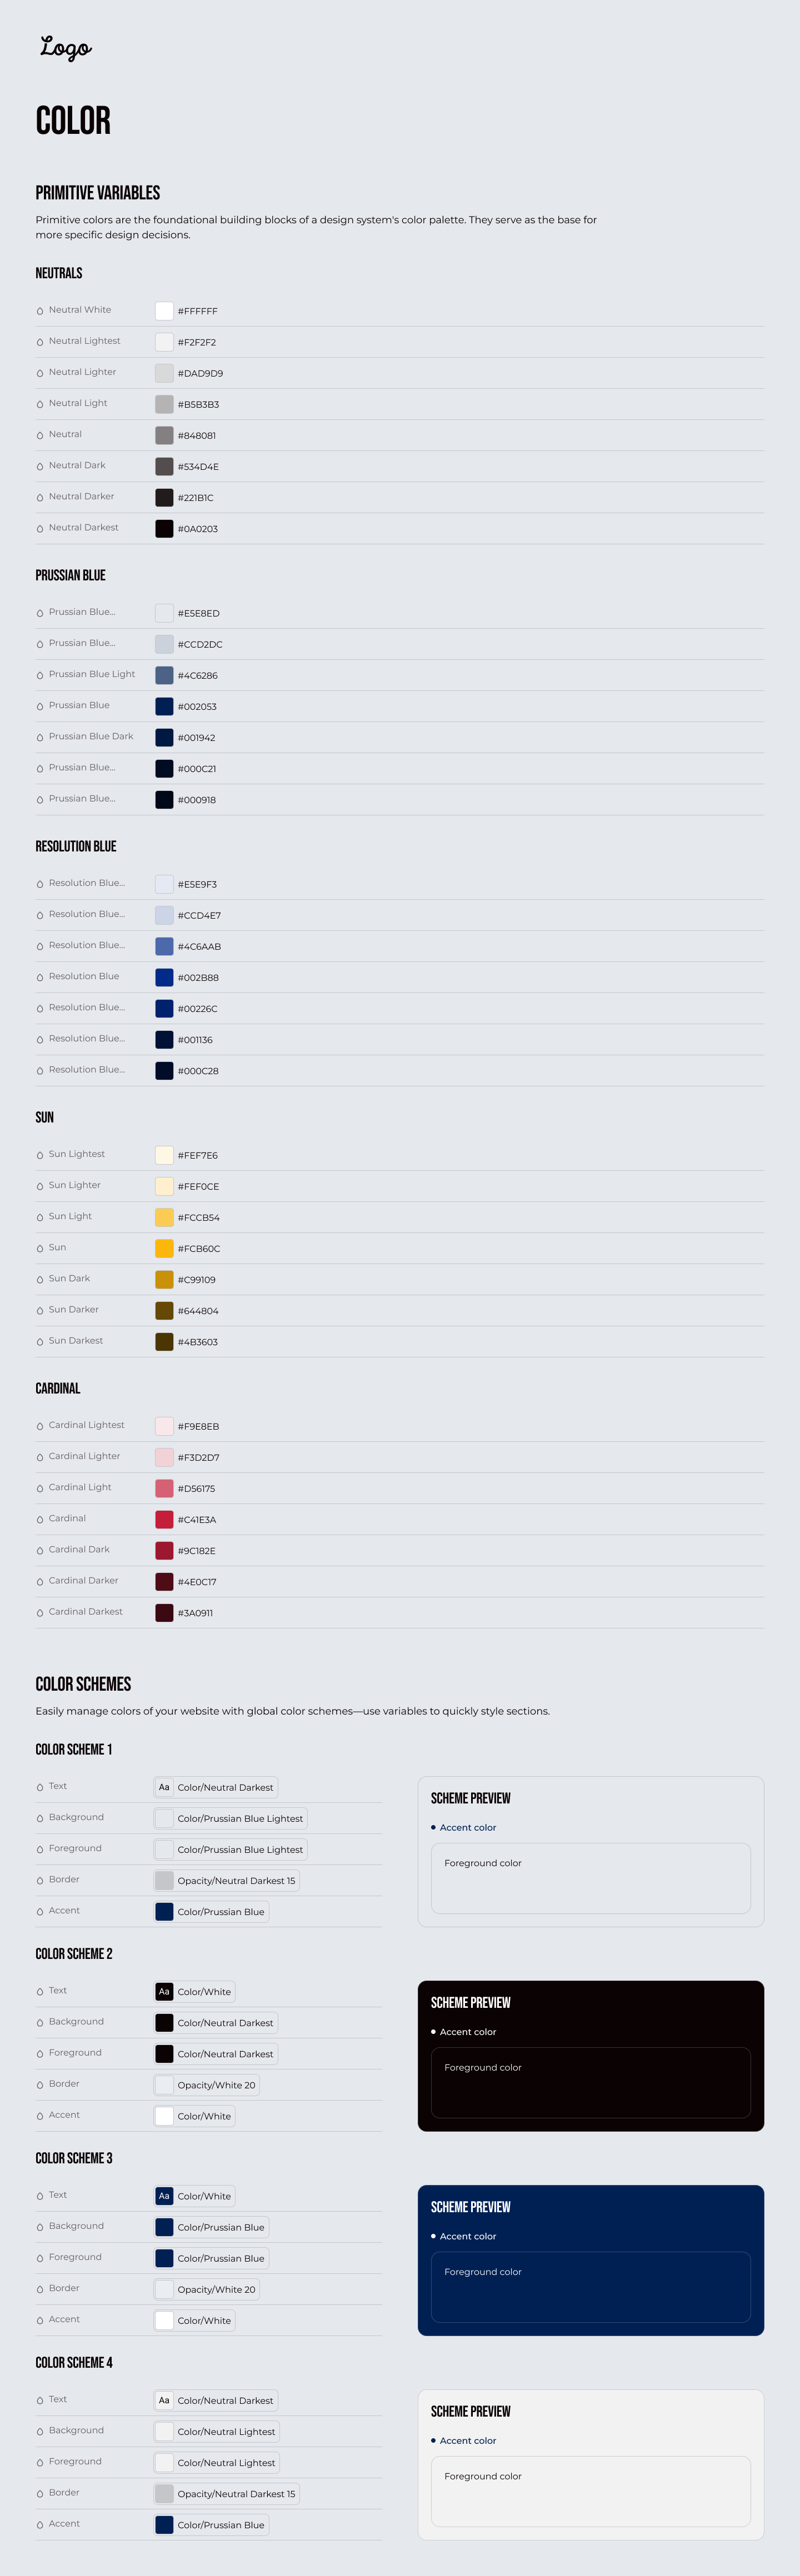 Logo
COLOR
PRIMITIVE VARIABLES
Primitive colors are the foundational building blocks of a design system's color palette. They serve as the base for
more specific design decisions.
NEUTRALS
Neutral White #FFFFFF
Neutral Lightest #F2F2F2
Neutral Lighter #DAD9D9
Neutral Light #B5B3B3
Neutral #848081
Neutral Dark #534D4E
Neutral Darker #221B1C
Neutral Darkest #0A0203
PRUSSIAN BLUE
Prussian Blue... #E5E8ED
Prussian Blue... #CCD2DC
Prussian Blue Light #4C6286
Prussian Blue #002053
Prussian Blue Dark #001942
Prussian Blue... #000C21
Prussian Blue... #000918
RESOLUTION BLUE
Resolution Blue... #E5E9F3
Resolution Blue... #CCD4E7
Resolution Blue... #4C6AAB
Resolution Blue #002B88
Resolution Blue... #00226C
Resolution Blue... #001136
Resolution Blue... #000C28
SUN
Sun Lightest #FEF7E6
Sun Lighter #FEF0CE
Sun Light #FCCB54
Sun #FCB60C
Sun Dark #C99109
Sun Darker #644804
Sun Darkest #4B3603
CARDINAL
Cardinal Lightest #F9E8EB
Cardinal Lighter #F3D2D7
Cardinal Light #D56175
Cardinal #C41E3A
Cardinal Dark #9C182E
Cardinal Darker #4E0C17
Cardinal Darkest #3A0911
COLOR SCHEMES
Easily manage colors of your website with global color schemes—use variables to quickly style sections.
COLOR SCHEME 1
Text Aa Color/Neutral Darkest
Background Color/Prussian Blue Lightest
Foreground Color/Prussian Blue Lightest
Border Opacity/Neutral Darkest 15
Accent Color/Prussian Blue
SCHEME PREVIEW
Accent color
Foreground color
COLOR SCHEME 2
Text Aa Color/White
Background Color/Neutral Darkest
Foreground Color/Neutral Darkest
Border Opacity/White 20
Accent Color/White
SCHEME PREVIEW
Accent color
Foreground color
COLOR SCHEME 3
Text Aa Color/White
Background Color/Prussian Blue
Foreground Color/Prussian Blue
Border Opacity/White 20
Accent Color/White
SCHEME PREVIEW
Accent color
Foreground color
COLOR SCHEME 4
Text Aa Color/Neutral Darkest
Background Color/Neutral Lightest
Foreground Color/Neutral Lightest
Border Opacity/Neutral Darkest 15
Accent Color/Prussian Blue
SCHEME PREVIEW
Accent color
Foreground color